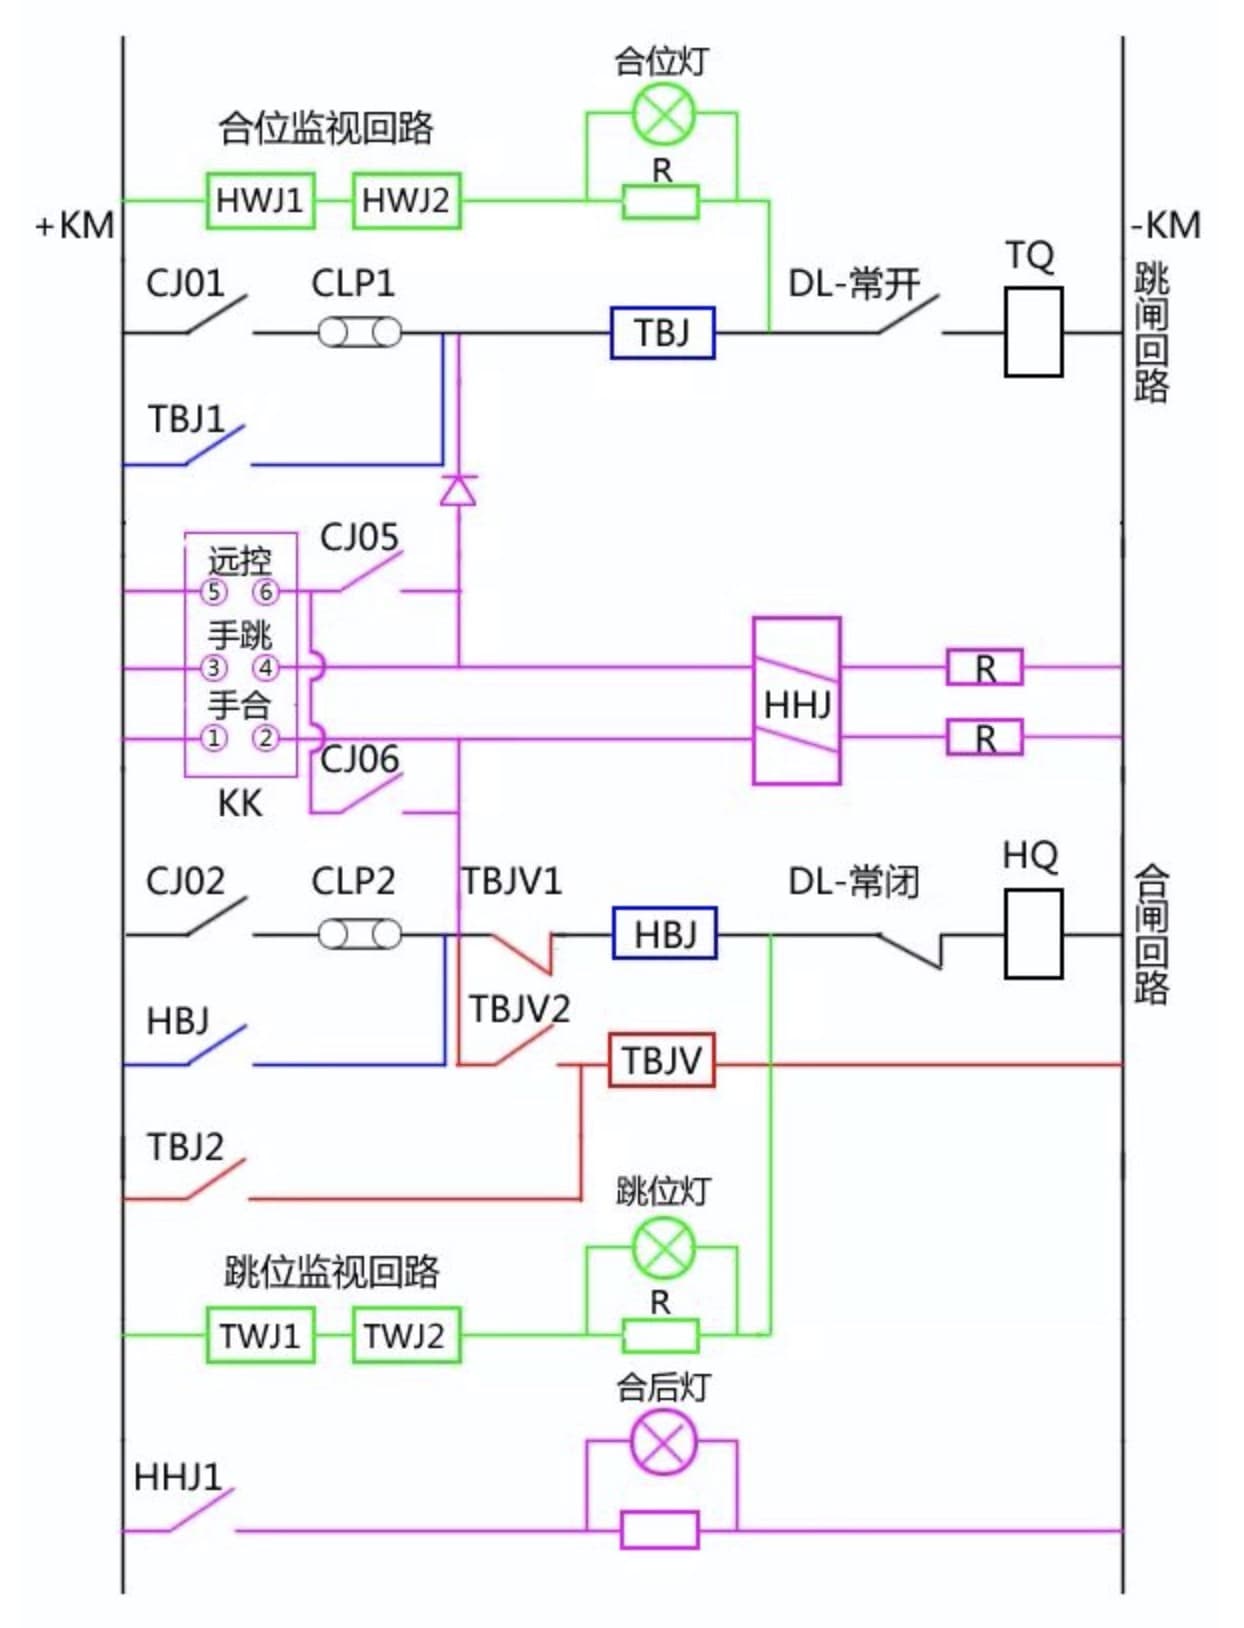 合位灯
合位监视回路
R
HWJ1
HWJ2
+KM
-KM
CJ01
CLP1
DL-常开
TQ
跳闸回路
TBJ
TBJ1
CJ05
远控
5 6
手跳
3 4
手合
1 2
KK
CJ06
HHJ
R
R
CJ02
CLP2
TBJV1
DL-常闭
HQ
合闸回路
HBJ
HBJ
TBJV2
TBJV
TBJ2
跳位灯
跳位监视回路
R
TWJ1
TWJ2
合后灯
HHJ1